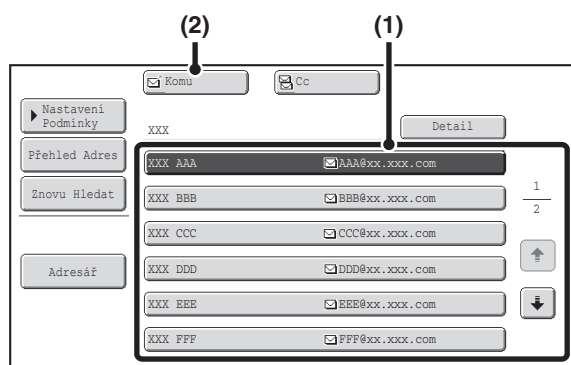 (2) (1)
Komu Cc
Nastavení
Podmínky
XXX Detail
Přehled Adres
XXX AAA AAA@xx.xxx.com
Znovu Hledat
XXX BBB BBB@xx.xxx.com
1
2
XXX CCC CCC@xx.xxx.com
Adresář
XXX DDD DDD@xx.xxx.com
XXX EEE EEE@xx.xxx.com
XXX FFF FFF@xx.xxx.com